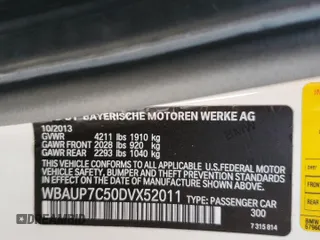 BAYERISCHE MOTOREN WERKE AG
10/2013
GVWR 4211 lbs 1910 kg
GAWR FRONT 2028 lbs 920 kg
GAWR REAR 2293 lbs 1040 kg
THIS VEHICLE CONFORMS TO ALL APPLICABLE U.S. FEDERAL MOTOR
VEHICLE SAFETY, BUMPER, AND THEFT PREVENTION STANDARDS IN
EFFECT ON THE DATE OF MANUFACTURE SHOWN ABOVE.
WBAUP7C50DVX52011 TYPE: PASSENGER CAR
300
7 315 814